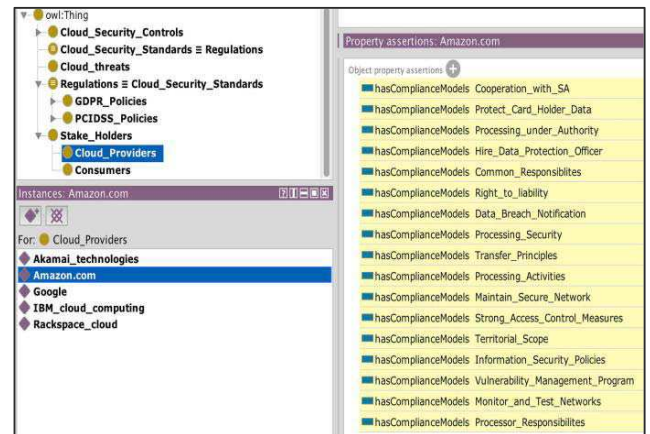 owl:Thing
Cloud_Security_Controls
Cloud_Security_Standards ≡ Regulations
Cloud_threats
Regulations ≡ Cloud_Security_Standards
GDPR_Policies
PCIDSS_Policies
Stake_Holders
Cloud_Providers
Consumers
Instances: Amazon.com
For: Cloud_Providers
Akamai_technologies
Amazon.com
Google
IBM_cloud_computing
Rackspace_cloud
Property assertions: Amazon.com
Object property assertions
hasComplianceModels Cooperation_with_SA
hasComplianceModels Protect_Card_Holder_Data
hasComplianceModels Processing_under_Authority
hasComplianceModels Hire_Data_Protection_Officer
hasComplianceModels Common_Responsiblites
hasComplianceModels Right_to_liability
hasComplianceModels Data_Breach_Notification
hasComplianceModels Processing_Security
hasComplianceModels Transfer_Principles
hasComplianceModels Processing_Activities
hasComplianceModels Maintain_Secure_Network
hasComplianceModels Strong_Access_Control_Measures
hasComplianceModels Territorial_Scope
hasComplianceModels Information_Security_Policies
hasComplianceModels Vulnerability_Management_Program
hasComplianceModels Monitor_and_Test_Networks
hasComplianceModels Processor_Responsibilites